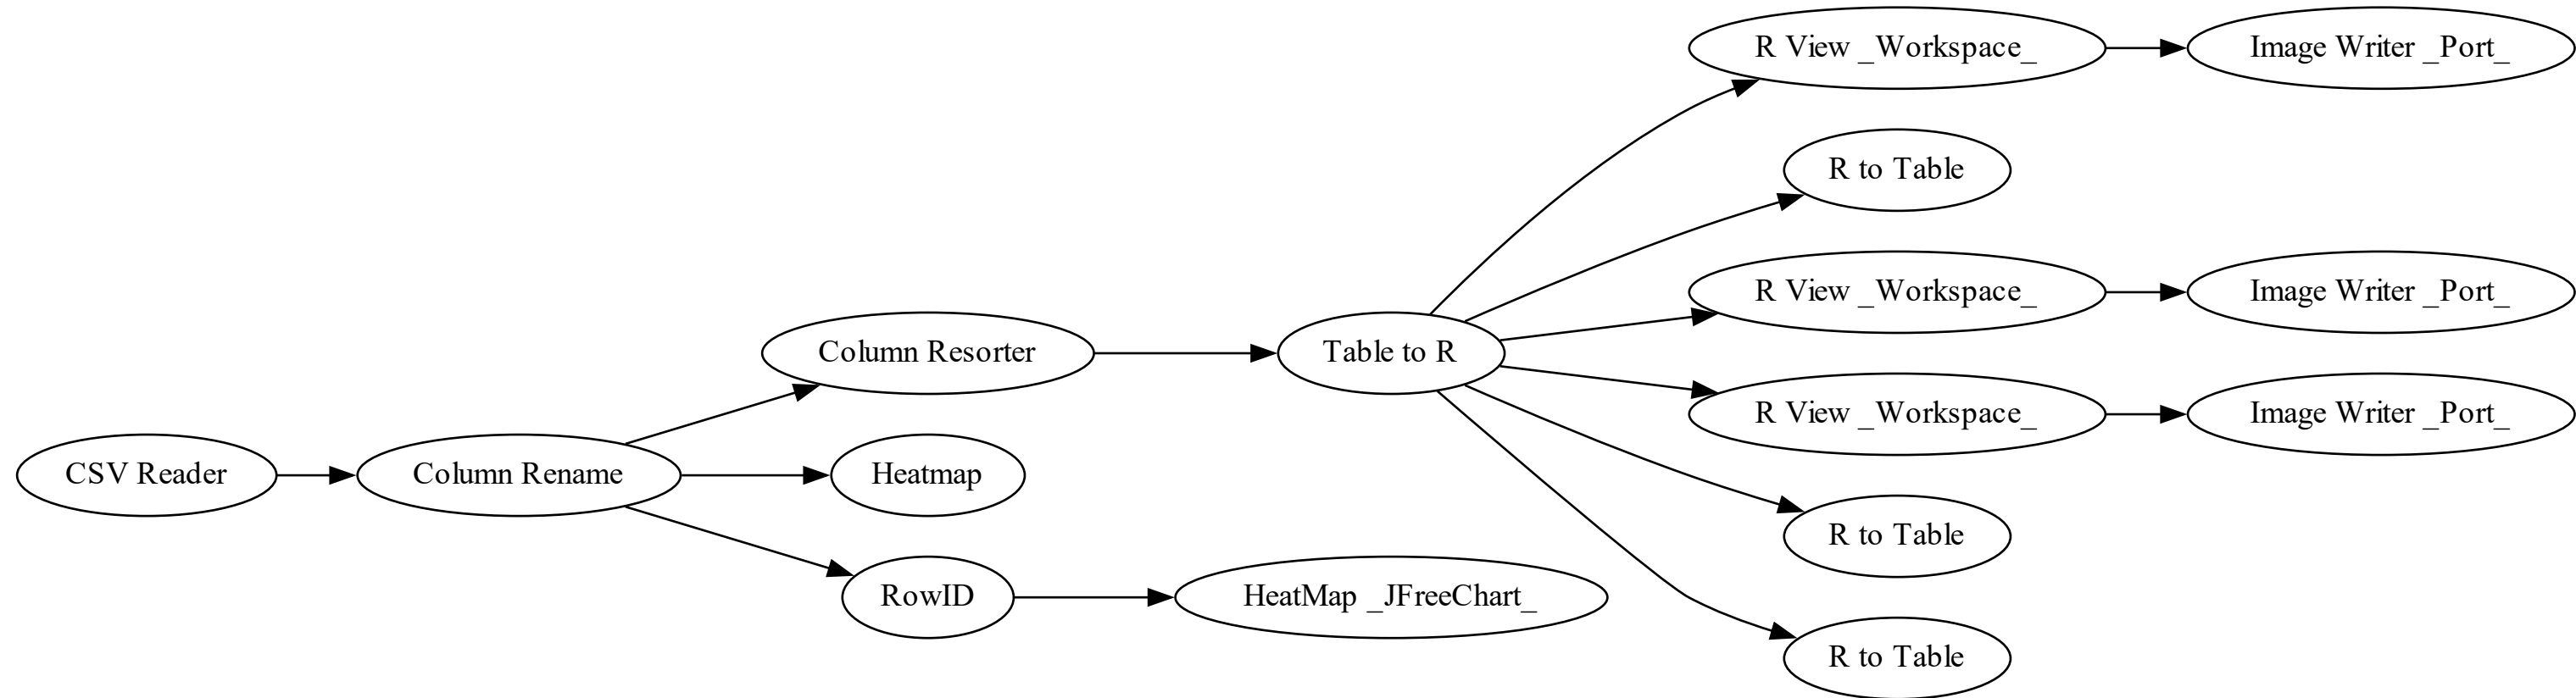 R View _Workspace_
Image Writer _Port_
R to Table
R View _Workspace_
Image Writer _Port_
Column Resorter
Table to R
R View _Workspace_
Image Writer _Port_
CSV Reader
Column Rename
Heatmap
R to Table
RowID
HeatMap _JFreeChart_
R to Table